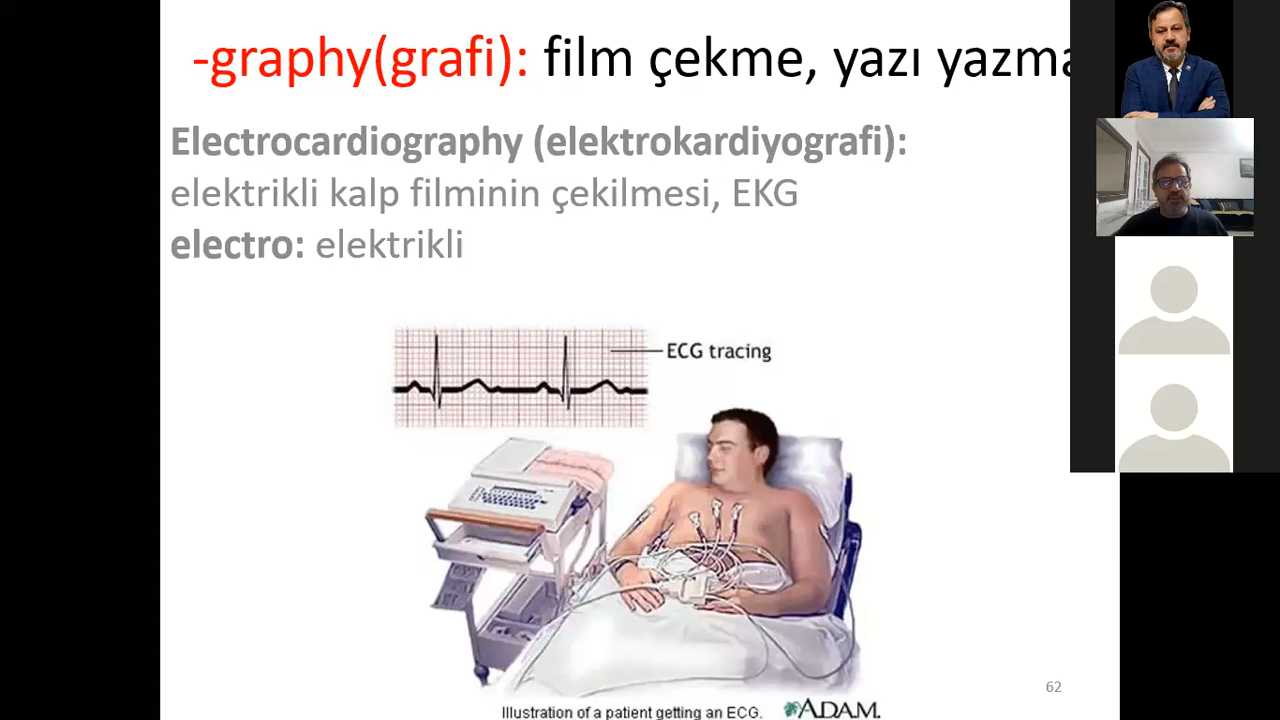 -graphy(grafi): film çekme, yazı yazma
Electrocardiography (elektrokardiyografi):
elektrikli kalp filminin çekilmesi, EKG
electro: elektrikli
ECG tracing
62
Illustration of a patient getting an ECG.
A.D.A.M.